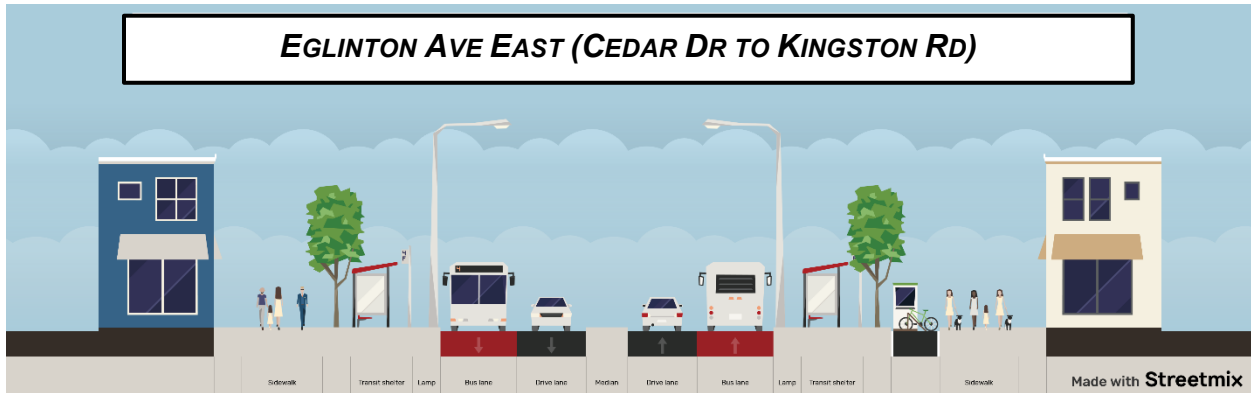 EGLINTON AVE EAST (CEDAR DR TO KINGSTON RD)
Sidewalk Transit shelter Lamp Bus lane Drive lane Median Drive lane Bus lane Lamp Transit shelter Sidewalk
Made with Streetmix